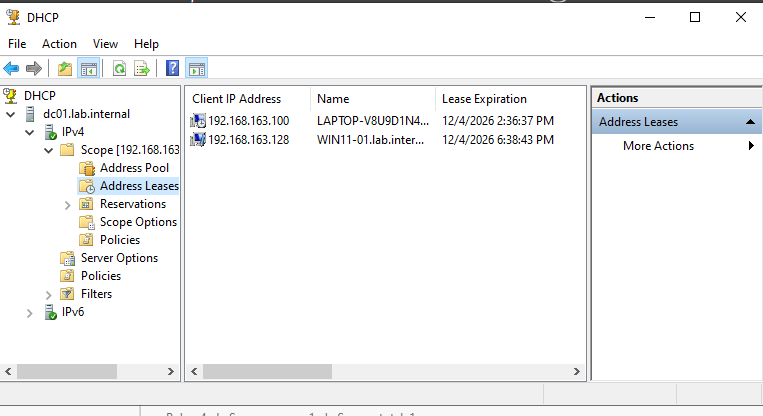 DHCP
File Action View Help
DHCP
dc01.lab.internal
IPv4
Scope [192.168.163
Address Pool
Address Leases
Reservations
Scope Options
Policies
Server Options
Policies
Filters
IPv6
Client IP Address Name Lease Expiration
192.168.163.100 LAPTOP-V8U9D1N4... 12/4/2026 2:36:37 PM
192.168.163.128 WIN11-01.lab.inter... 12/4/2026 6:38:43 PM
Actions
Address Leases
More Actions